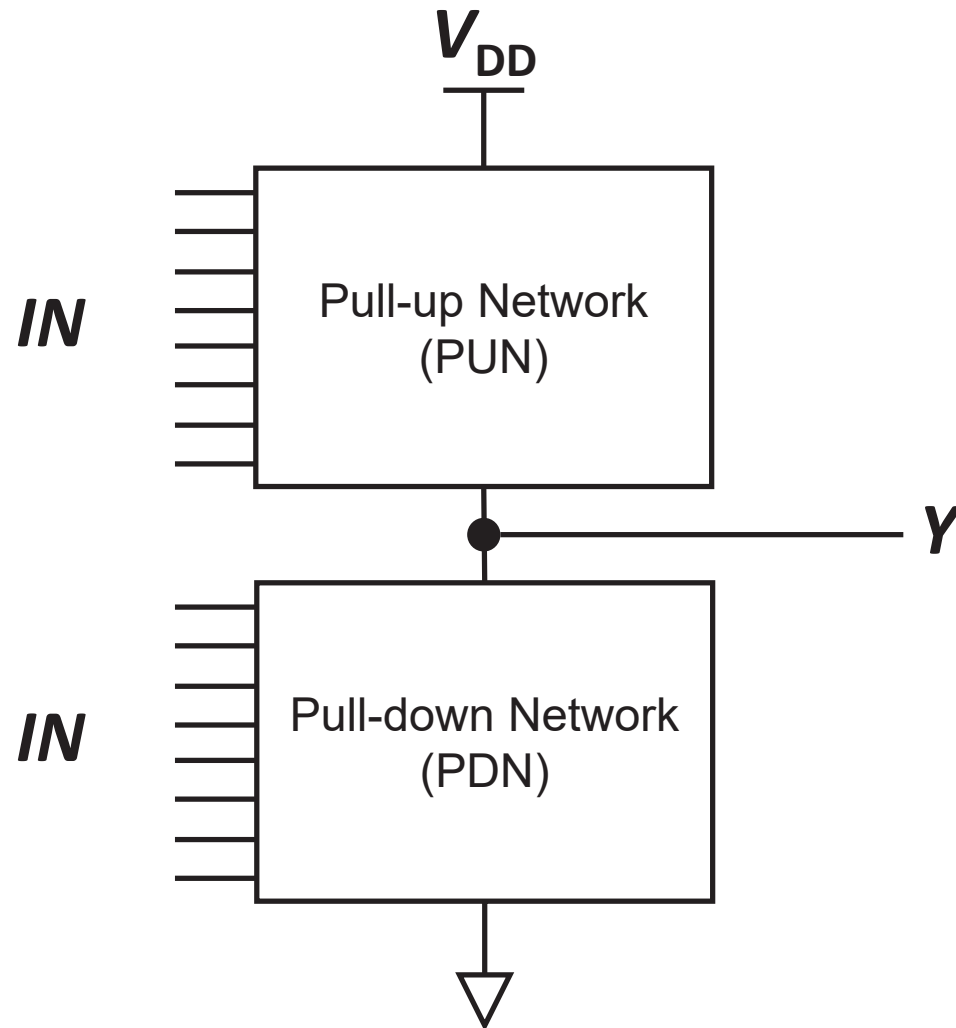 VDD
IN
Pull-up Network
(PUN)
Y
IN
Pull-down Network
(PDN)